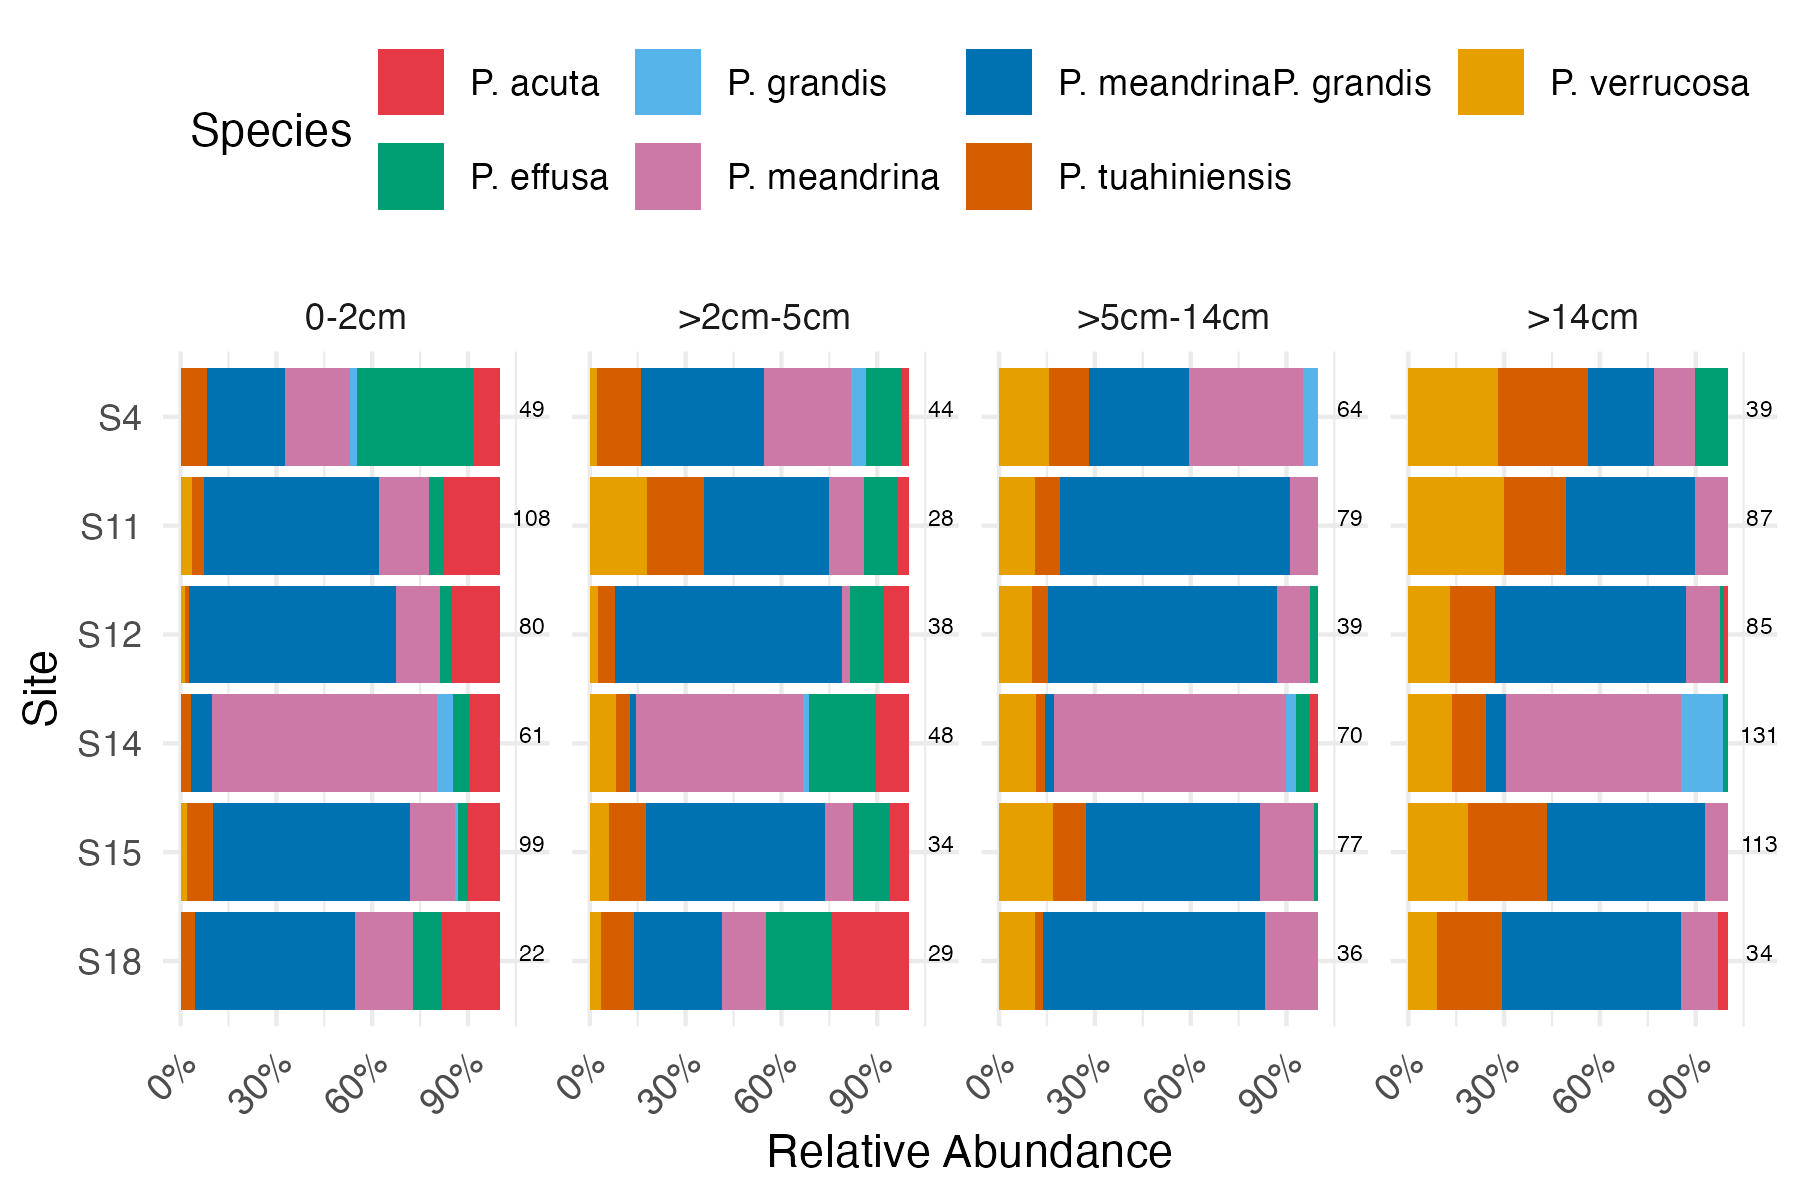 Species
P. acuta P. grandis P. meandrinaP. grandis P. verrucosa
P. effusa P. meandrina P. tuahiniensis
0-2cm >2cm-5cm >5cm-14cm >14cm
S4 49 44 64 39
S11 108 28 79 87
S12 80 38 39 85
S14 61 48 70 131
S15 99 34 77 113
S18 22 29 36 34
Site
0% 30% 60% 90% 0% 30% 60% 90% 0% 30% 60% 90% 0% 30% 60% 90%
Relative Abundance